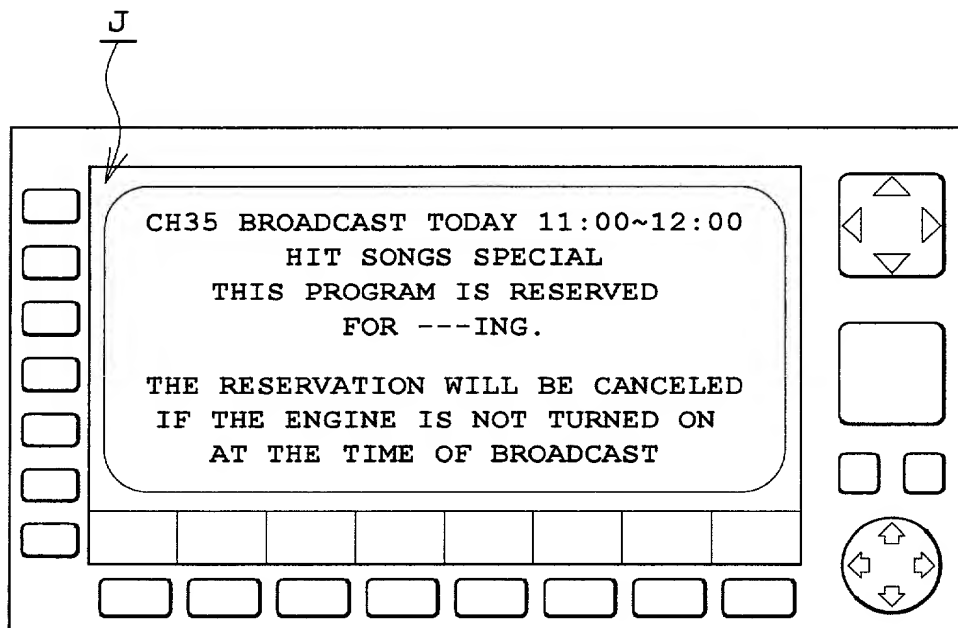 J
CH35 BROADCAST TODAY 11:00~12:00
HIT SONGS SPECIAL
THIS PROGRAM IS RESERVED
FOR ---ING.
THE RESERVATION WILL BE CANCELED
IF THE ENGINE IS NOT TURNED ON
AT THE TIME OF BROADCAST